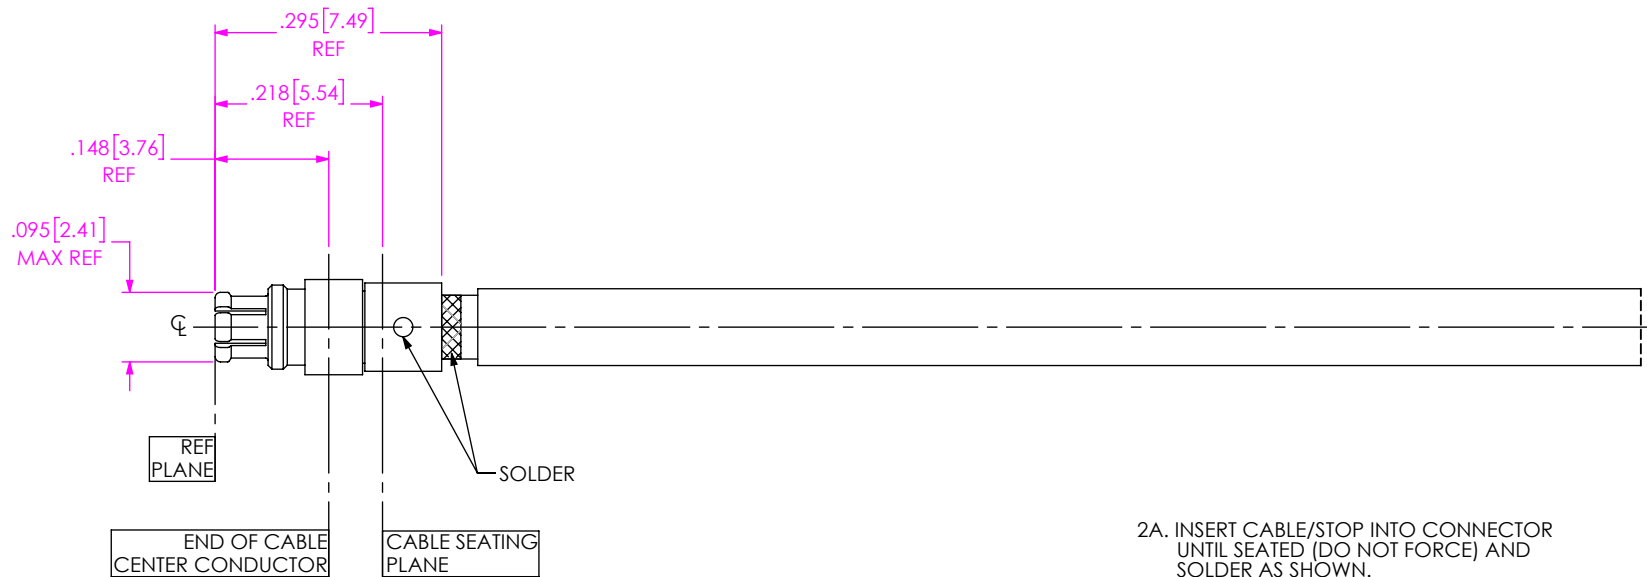 .295[7.49]
REF
.218[5.54]
REF
.148[3.76]
REF
.095[2.41]
MAX REF
℄
REF
PLANE
SOLDER
END OF CABLE
CENTER CONDUCTOR
CABLE SEATING
PLANE
2A. INSERT CABLE/STOP INTO CONNECTOR
UNTIL SEATED (DO NOT FORCE) AND
SOLDER AS SHOWN.